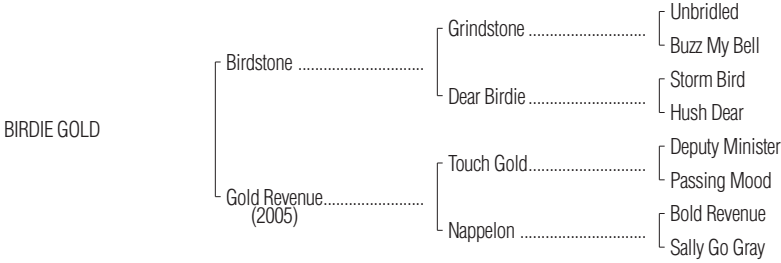 Unbridled
Grindstone ..............................
Buzz My Bell
Birdstone ..............................
Storm Bird
Dear Birdie ..............................
Hush Dear
BIRDIE GOLD
Deputy Minister
Touch Gold..............................
Passing Mood
Gold Revenue........................
(2005)
Bold Revenue
Nappelon ..............................
Sally Go Gray